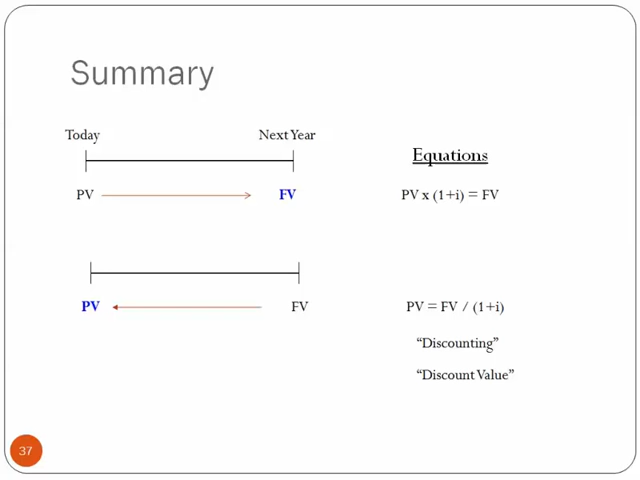 Summary
Today Next Year
Equations
PV FV PV x (1+i) = FV
PV FV PV = FV / (1+i)
“Discounting”
“Discount Value”
37